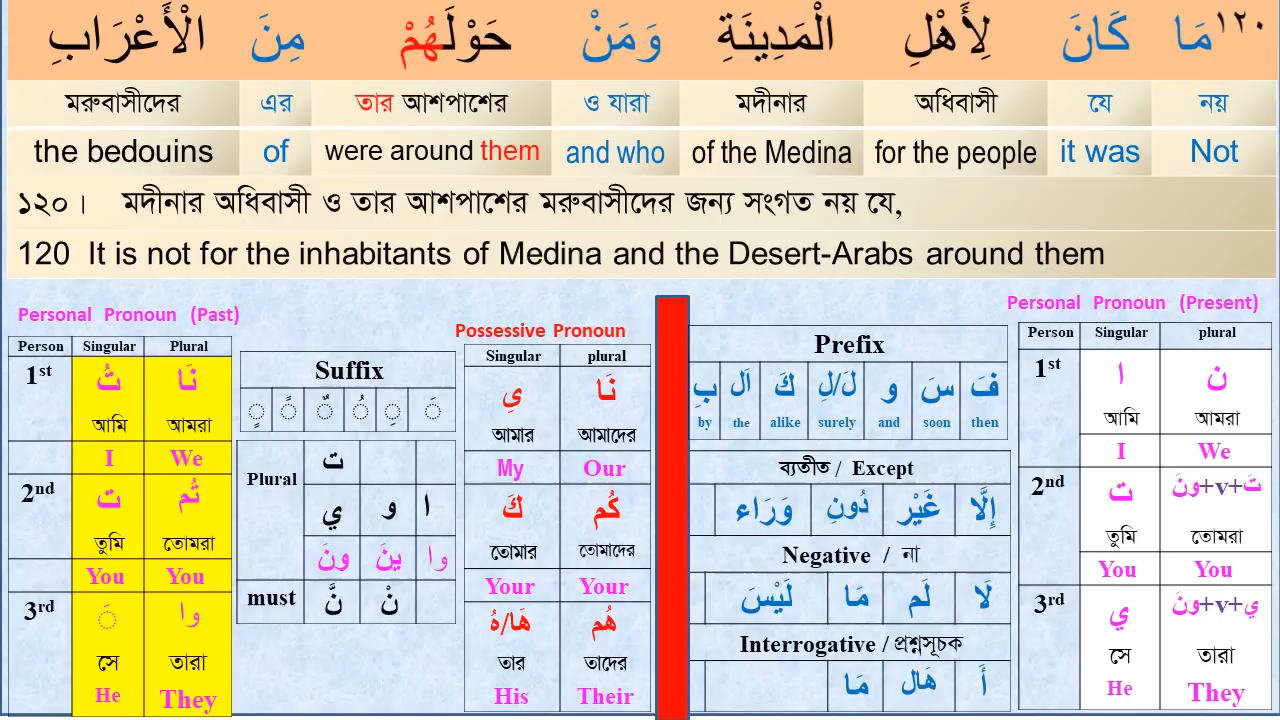 ١٢٠ مَا كَانَ لِأَهْلِ الْمَدِينَةِ وَمَنْ حَوْلَهُمْ مِنَ الْأَعْرَابِ
মরুবাসীদের এর তার আশপাশের ও যারা মদীনার অধিবাসী যে নয়
the bedouins of were around them and who of the Medina for the people it was Not
১২০। মদীনার অধিবাসী ও তার আশপাশের মরুবাসীদের জন্য সংগত নয় যে,
120 It is not for the inhabitants of Medina and the Desert-Arabs around them
Personal Pronoun (Past)
Person Singular Plural
1st تُ نَا
আমি আমরা
I We
2nd ت تُم
তুমি তোমরা
You You
3rd َ وا
সে তারা
He They
Suffix
ٍ ً ٌ ُ ِ َ
Plural ت
ي و ا
ونَ ينَ وا
must نَّ نْ
Possessive Pronoun
Singular plural
يِ نَا
আমার আমাদের
My Our
كَ كُم
তোমার তোমাদের
Your Your
هَا/هُ هُم
তার তাদের
His Their
Prefix
بِ اَل كَ لَ/لِ و سَ فَ
by the alike surely and soon then
ব্যতীত / Except
وَرَاء دُونِ غَيْر إِلَّا
Negative / না
لَيْسَ مَا لَم لَا
Interrogative / প্রশ্নসূচক
مَا هَال أَ
Personal Pronoun (Present)
Person Singular plural
1st ا ن
আমি আমরা
I We
2nd ت تَ+v+ونَ
তুমি তোমরা
You You
3rd ي ي+v+ونَ
সে তারা
He They